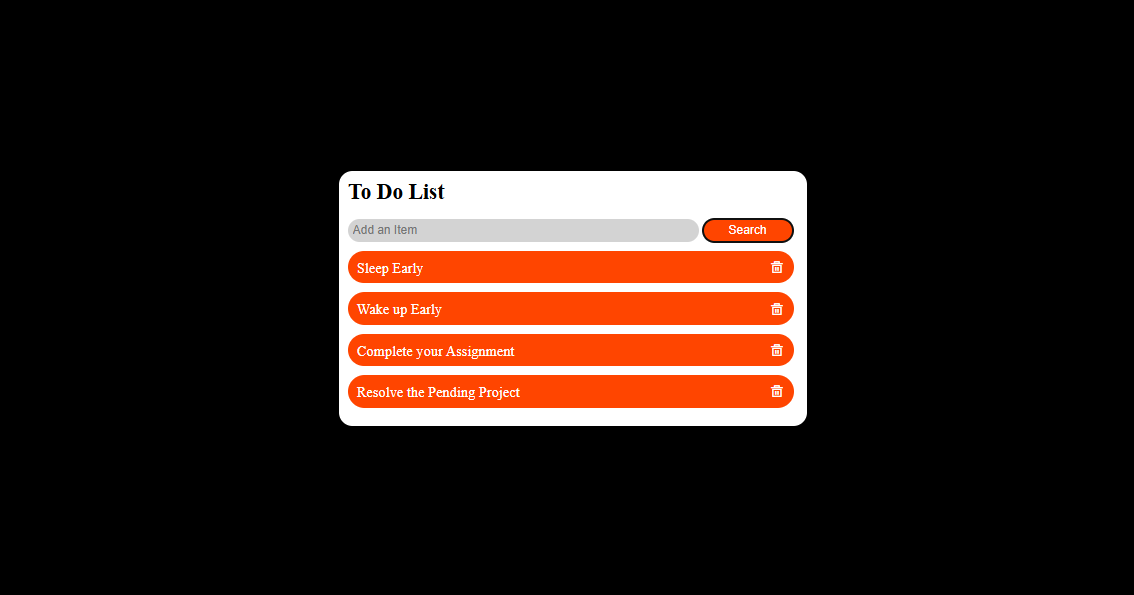 To Do List
Add an Item
Search
Sleep Early
Wake up Early
Complete your Assignment
Resolve the Pending Project